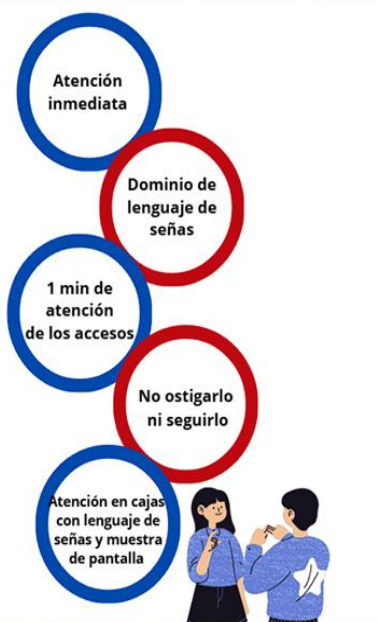 Atención
inmediata
Dominio de
lenguaje de
señas
1 min de
atención
de los accesos
No ostigarlo
ni seguirlo
Atención en cajas
con lenguaje de
señas y muestra
de pantalla